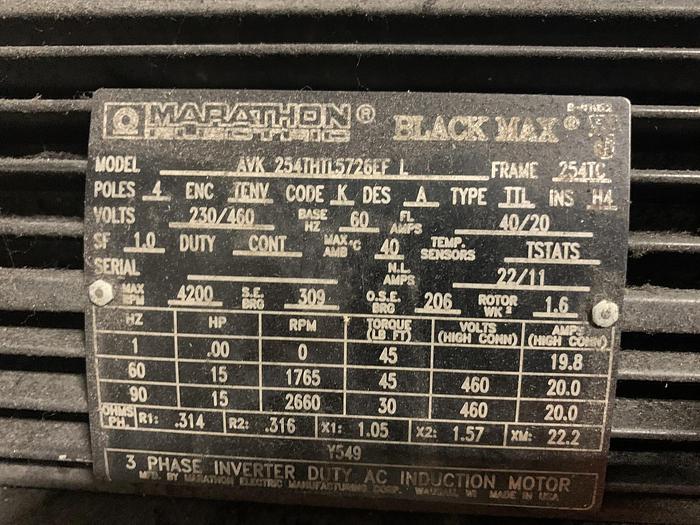 MARATHON® BLACK MAX®
ELECTRIC
MODEL AVK 254THTL5726EF L FRAME 254TC
POLES 4 ENC TENV CODE K DES A TYPE TTL INS H4
VOLTS 230/460 BASE HZ 60 FL AMPS 40/20
SF 1.0 DUTY CONT MAX °C AMB 40 TEMP. SENSORS TSTATS
SERIAL N.L. AMPS 22/11
MAX RPM 4200 S.E. BRG 309 O.S.E. BRG 206 ROTOR WK² 1.6
HZ HP RPM TORQUE (LB FT) VOLTS (HIGH CONN) AMPS (HIGH CONN)
1 .00 0 45 19.8
60 15 1765 45 460 20.0
90 15 2660 30 460 20.0
OHMS PH. R1: .314 R2: .316 X1: 1.05 X2: 1.57 XM: 22.2
Y549
3 PHASE INVERTER DUTY AC INDUCTION MOTOR
MFG. BY MARATHON ELECTRIC MANUFACTURING CORP. WAUSAU, WI MADE IN USA